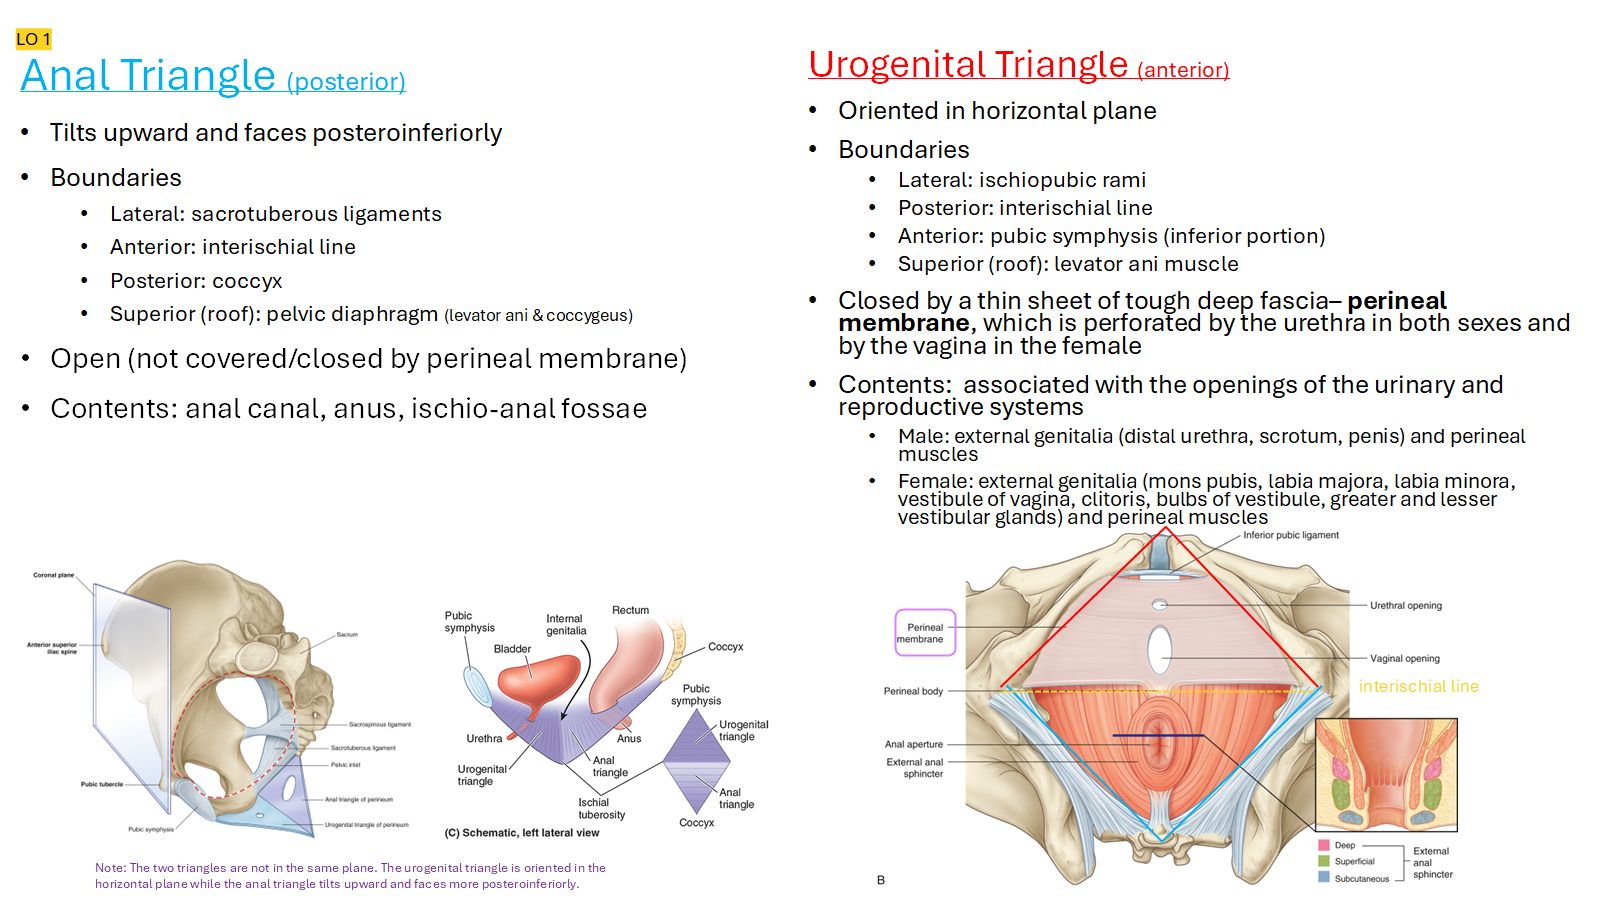 LO 1
Anal Triangle (posterior)
• Tilts upward and faces posteroinferiorly
• Boundaries
• Lateral: sacrotuberous ligaments
• Anterior: interischial line
• Posterior: coccyx
• Superior (roof): pelvic diaphragm (levator ani & coccygeus)
• Open (not covered/closed by perineal membrane)
• Contents: anal canal, anus, ischio-anal fossae
Coronal plane
Anterior superior
iliac spine
Sacrum
Sacrospinous ligament
Sacrotuberous ligament
Pelvic inlet
Pubic tubercle
Anal triangle of perineum
Urogenital triangle of perineum
Pubic symphysis
Pubic
symphysis
Internal
genitalia
Rectum
Bladder
Coccyx
Pubic
symphysis
Urogenital
triangle
Urethra
Anus
Urogenital
triangle
Anal
triangle
Anal
triangle
Ischial
tuberosity
Coccyx
(C) Schematic, left lateral view
Note: The two triangles are not in the same plane. The urogenital triangle is oriented in the
horizontal plane while the anal triangle tilts upward and faces more posteroinferiorly.
Urogenital Triangle (anterior)
• Oriented in horizontal plane
• Boundaries
• Lateral: ischiopubic rami
• Posterior: interischial line
• Anterior: pubic symphysis (inferior portion)
• Superior (roof): levator ani muscle
• Closed by a thin sheet of tough deep fascia– perineal
membrane, which is perforated by the urethra in both sexes and
by the vagina in the female
• Contents: associated with the openings of the urinary and
reproductive systems
• Male: external genitalia (distal urethra, scrotum, penis) and perineal
muscles
• Female: external genitalia (mons pubis, labia majora, labia minora,
vestibule of vagina, clitoris, bulbs of vestibule, greater and lesser
vestibular glands) and perineal muscles
Inferior pubic ligament
Urethral opening
Perineal
membrane
Vaginal opening
interischial line
Perineal body
Anal aperture
External anal
sphincter
Deep
Superficial
Subcutaneous
External
anal
sphincter
B